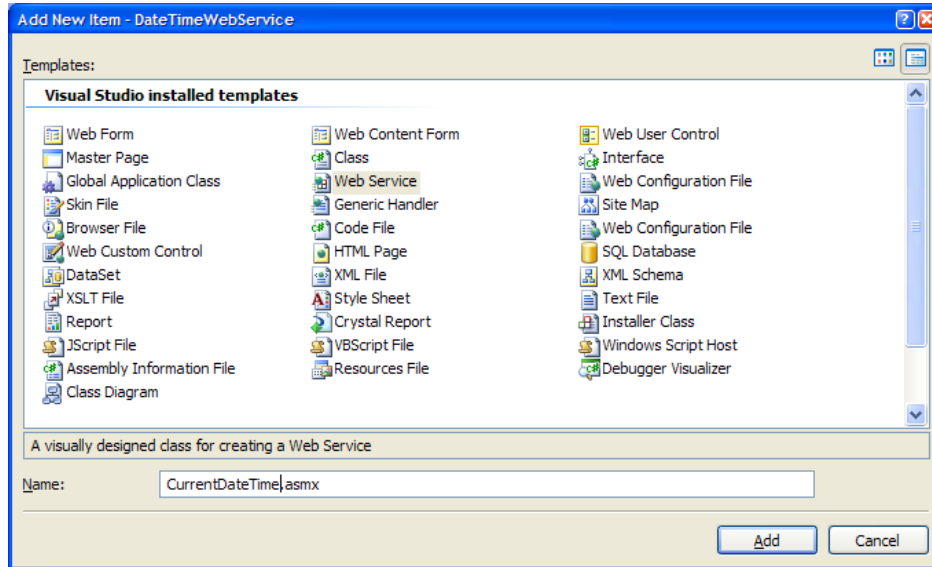 Add New Item - DateTimeWebService
Templates:
Visual Studio installed templates
Web Form Web Content Form Web User Control
Master Page Class Interface
Global Application Class Web Service Web Configuration File
Skin File Generic Handler Site Map
Browser File Code File Web Configuration File
Web Custom Control HTML Page SQL Database
DataSet XML File XML Schema
XSLT File Style Sheet Text File
Report Crystal Report Installer Class
JScript File VBScript File Windows Script Host
Assembly Information File Resources File Debugger Visualizer
Class Diagram
A visually designed class for creating a Web Service
Name: CurrentDateTime.asmx
Add Cancel